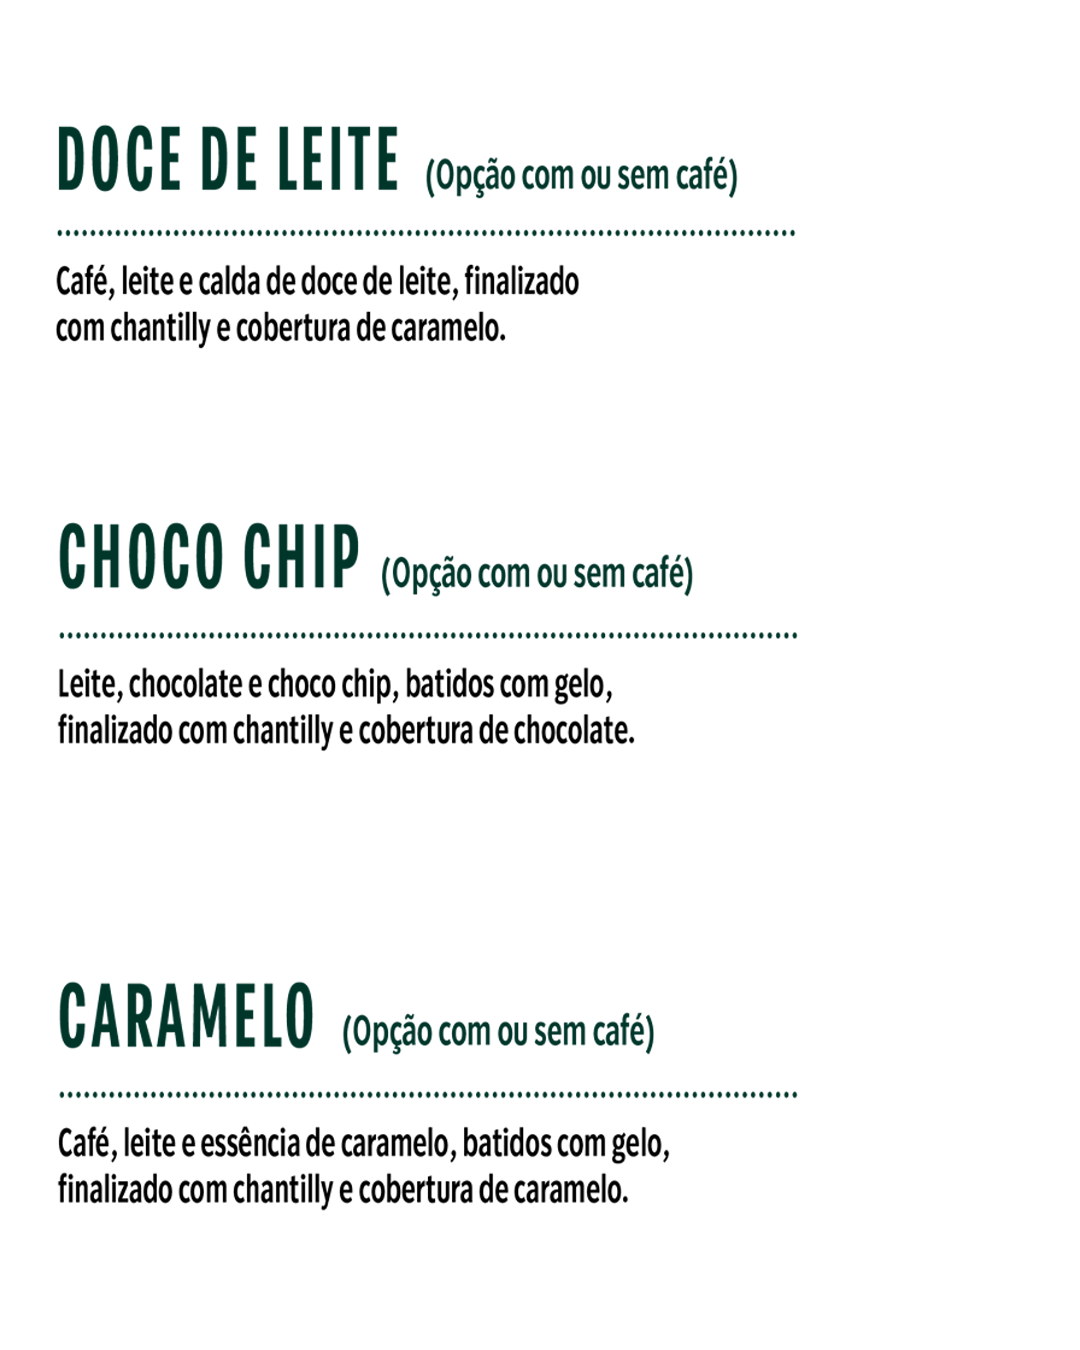 DOCE DE LEITE (Opção com ou sem café)
Café, leite e calda de doce de leite, finalizado
com chantilly e cobertura de caramelo.
CHOCO CHIP (Opção com ou sem café)
Leite, chocolate e choco chip, batidos com gelo,
finalizado com chantilly e cobertura de chocolate.
CARAMELO (Opção com ou sem café)
Café, leite e essência de caramelo, batidos com gelo,
finalizado com chantilly e cobertura de caramelo.